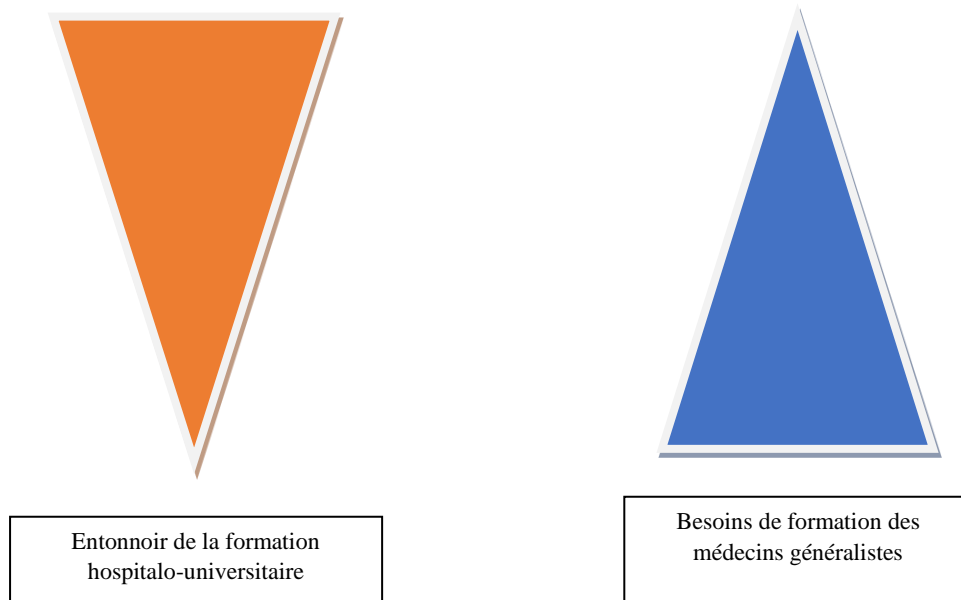 Entonnoir de la formation
hospitalo-universitaire
Besoins de formation des
médecins généralistes